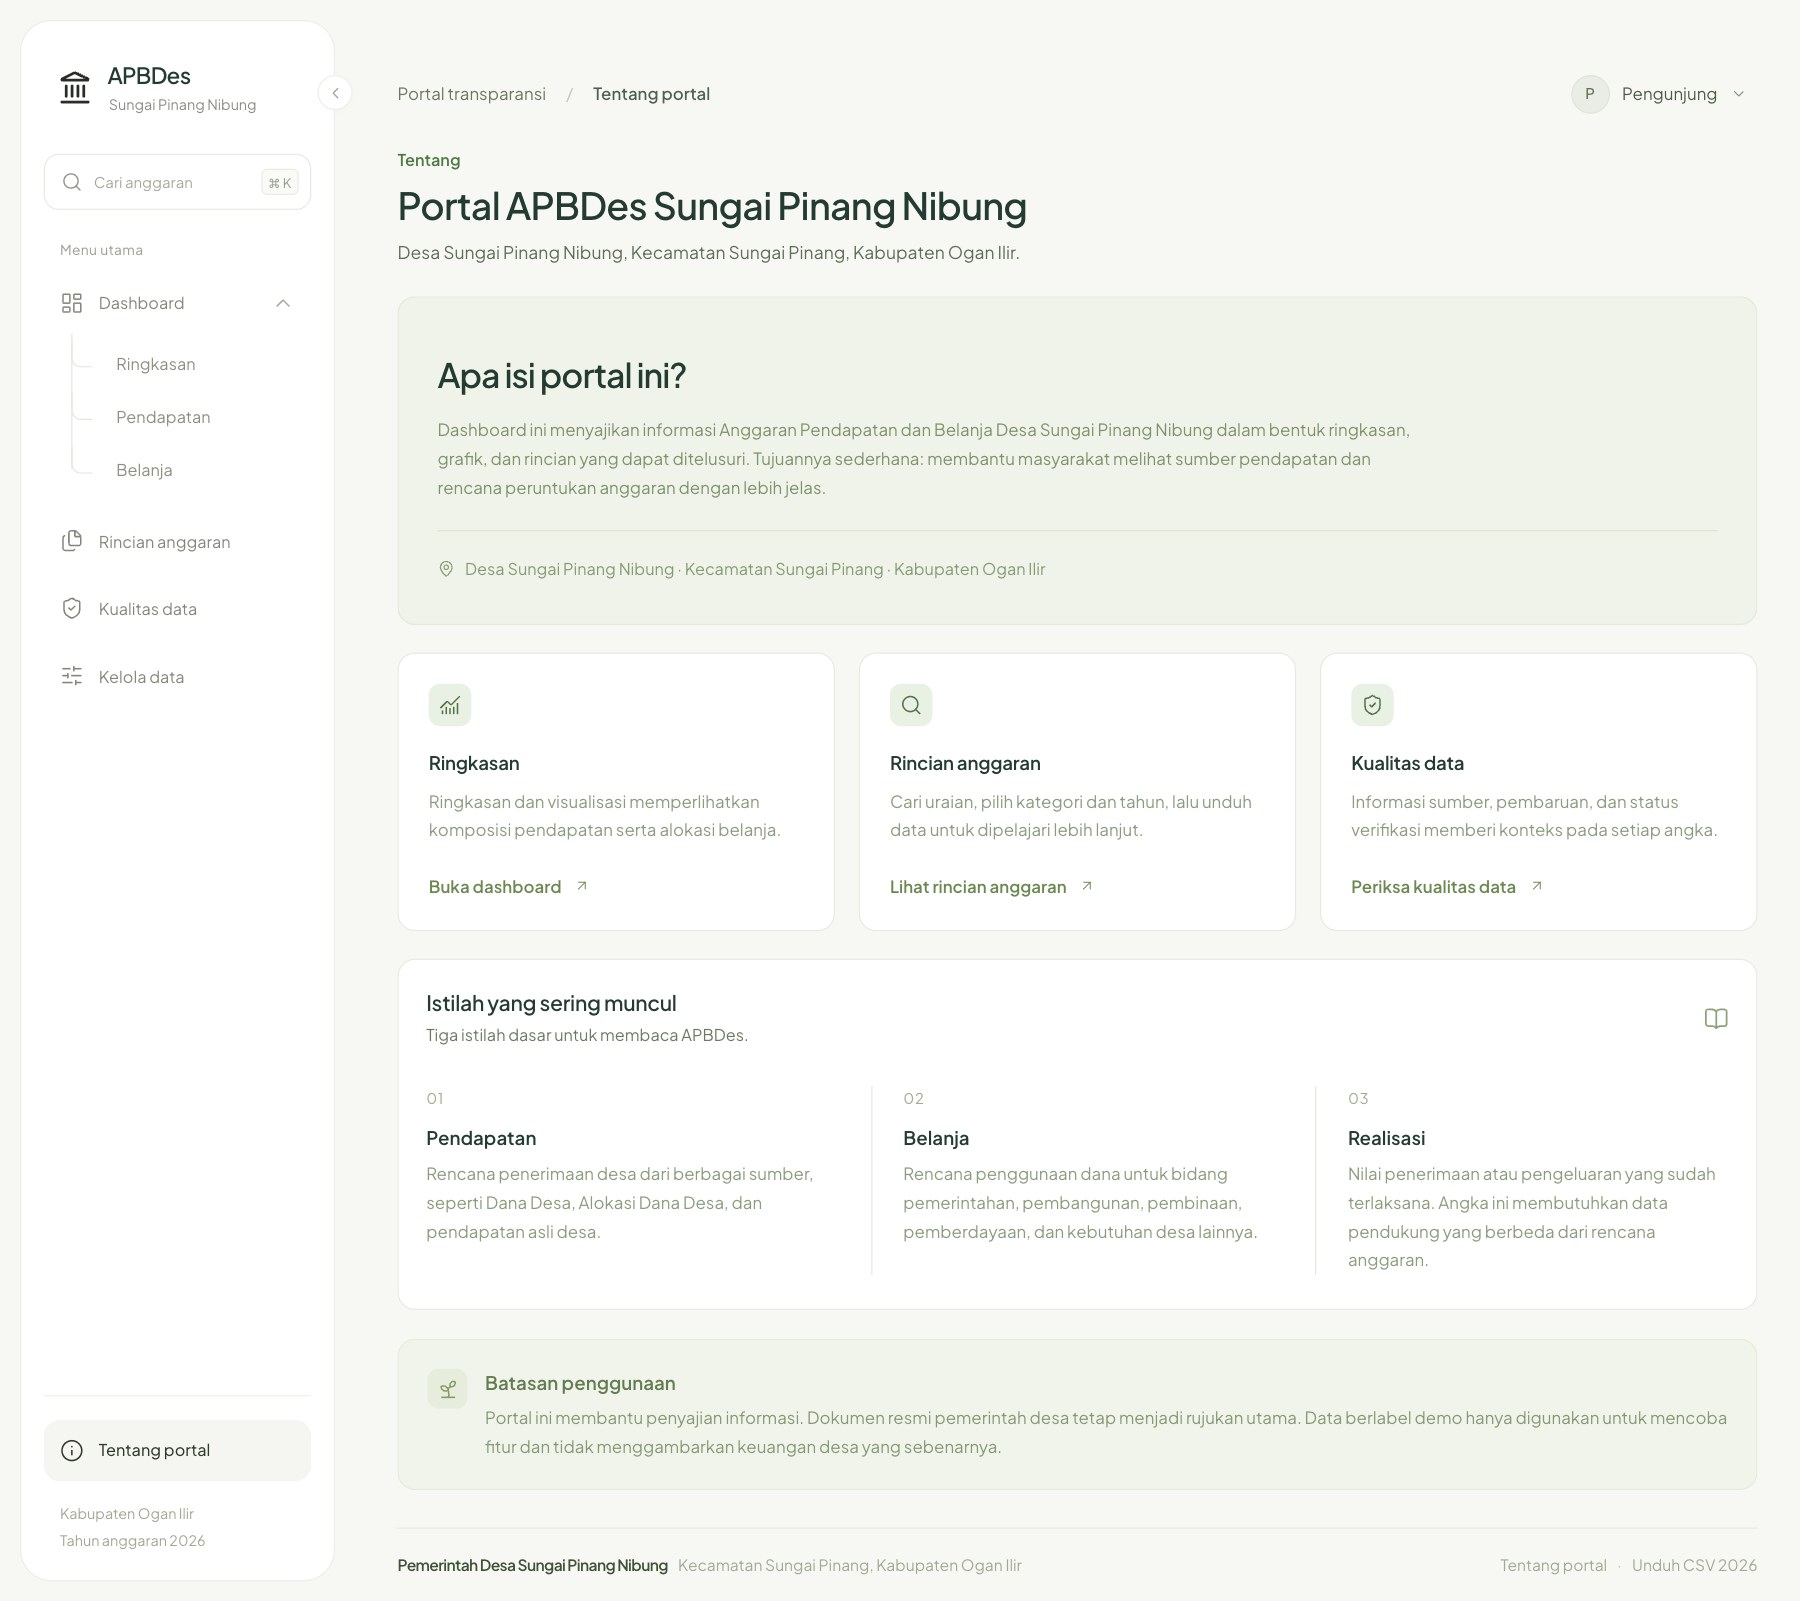 APBDes
Sungai Pinang Nibung
Cari anggaran
⌘ K
Menu utama
Dashboard
Ringkasan
Pendapatan
Belanja
Rincian anggaran
Kualitas data
Kelola data
Tentang portal
Kabupaten Ogan Ilir
Tahun anggaran 2026
Portal transparansi / Tentang portal
P Pengunjung
Tentang
Portal APBDes Sungai Pinang Nibung
Desa Sungai Pinang Nibung, Kecamatan Sungai Pinang, Kabupaten Ogan Ilir.
Apa isi portal ini?
Dashboard ini menyajikan informasi Anggaran Pendapatan dan Belanja Desa Sungai Pinang Nibung dalam bentuk ringkasan,
grafik, dan rincian yang dapat ditelusuri. Tujuannya sederhana: membantu masyarakat melihat sumber pendapatan dan
rencana peruntukan anggaran dengan lebih jelas.
Desa Sungai Pinang Nibung · Kecamatan Sungai Pinang · Kabupaten Ogan Ilir
Ringkasan
Ringkasan dan visualisasi memperlihatkan
komposisi pendapatan serta alokasi belanja.
Buka dashboard
Rincian anggaran
Cari uraian, pilih kategori dan tahun, lalu unduh
data untuk dipelajari lebih lanjut.
Lihat rincian anggaran
Kualitas data
Informasi sumber, pembaruan, dan status
verifikasi memberi konteks pada setiap angka.
Periksa kualitas data
Istilah yang sering muncul
Tiga istilah dasar untuk membaca APBDes.
01
Pendapatan
Rencana penerimaan desa dari berbagai sumber,
seperti Dana Desa, Alokasi Dana Desa, dan
pendapatan asli desa.
02
Belanja
Rencana penggunaan dana untuk bidang
pemerintahan, pembangunan, pembinaan,
pemberdayaan, dan kebutuhan desa lainnya.
03
Realisasi
Nilai penerimaan atau pengeluaran yang sudah
terlaksana. Angka ini membutuhkan data
pendukung yang berbeda dari rencana
anggaran.
Batasan penggunaan
Portal ini membantu penyajian informasi. Dokumen resmi pemerintah desa tetap menjadi rujukan utama. Data berlabel demo hanya digunakan untuk mencoba
fitur dan tidak menggambarkan keuangan desa yang sebenarnya.
Pemerintah Desa Sungai Pinang Nibung Kecamatan Sungai Pinang, Kabupaten Ogan Ilir
Tentang portal · Unduh CSV 2026